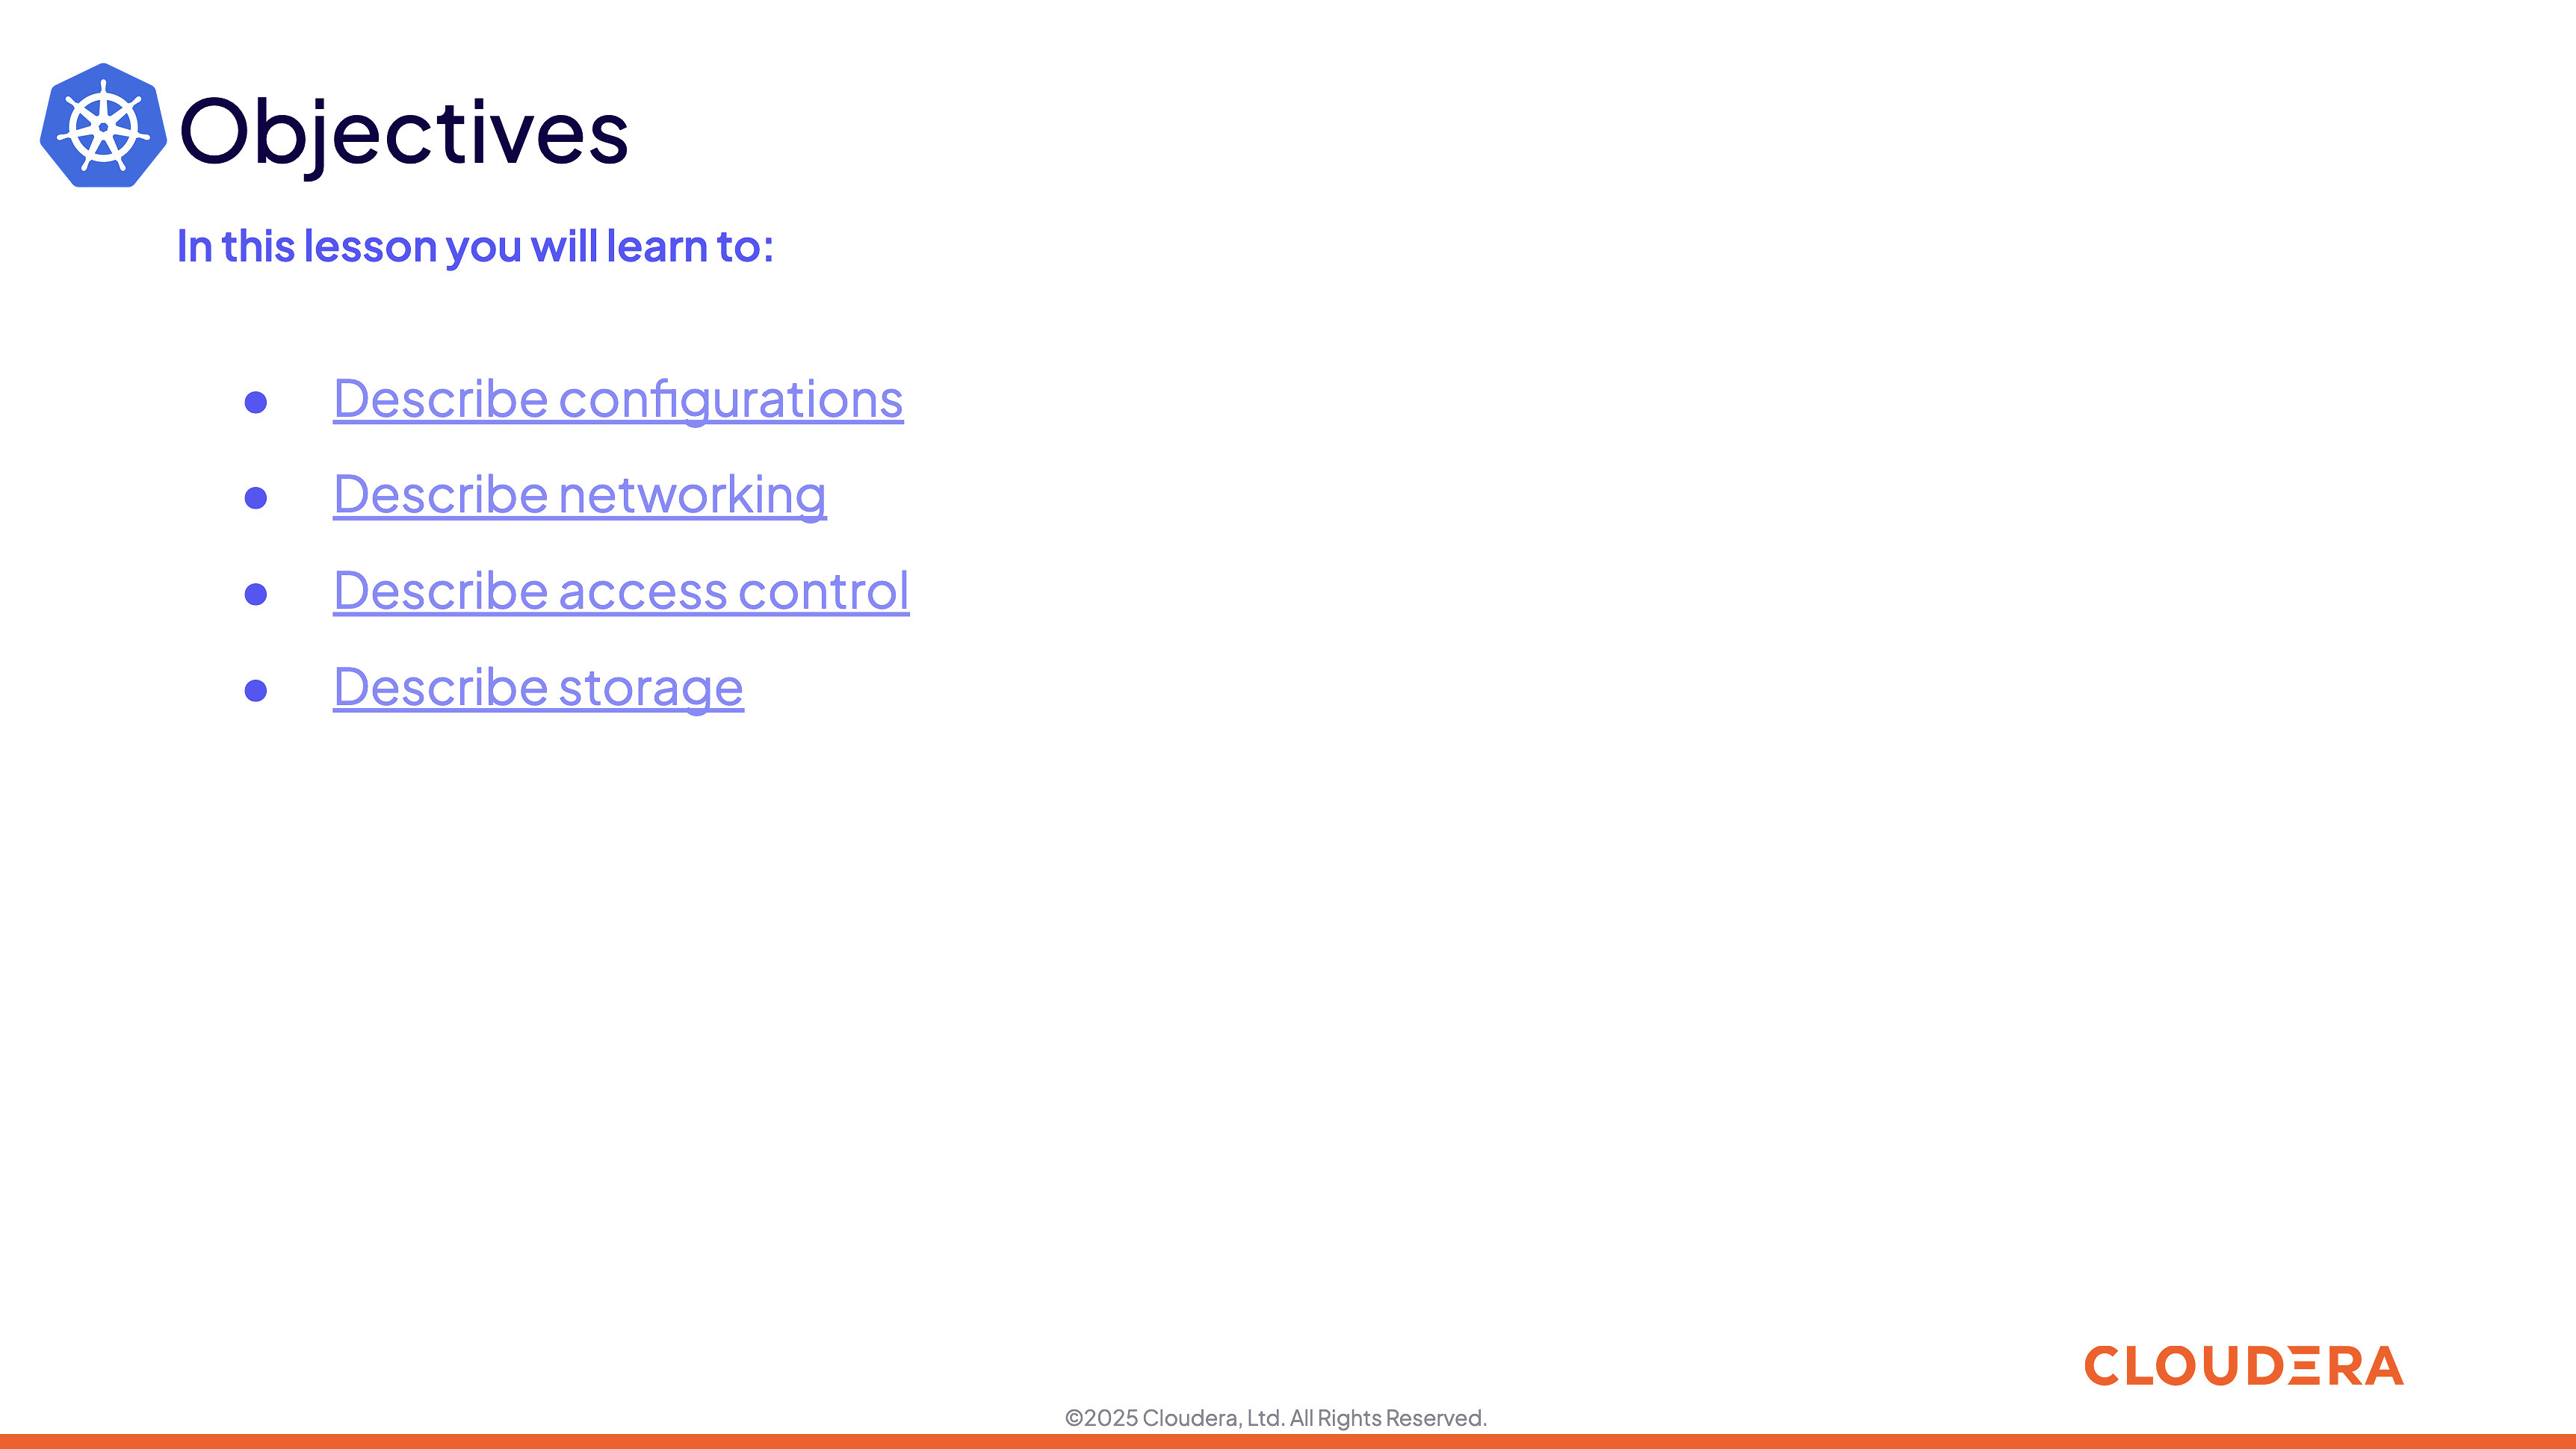 Objectives
In this lesson you will learn to:
● Describe configurations
● Describe networking
● Describe access control
● Describe storage
CLOUDERA
©2025 Cloudera, Ltd. All Rights Reserved.